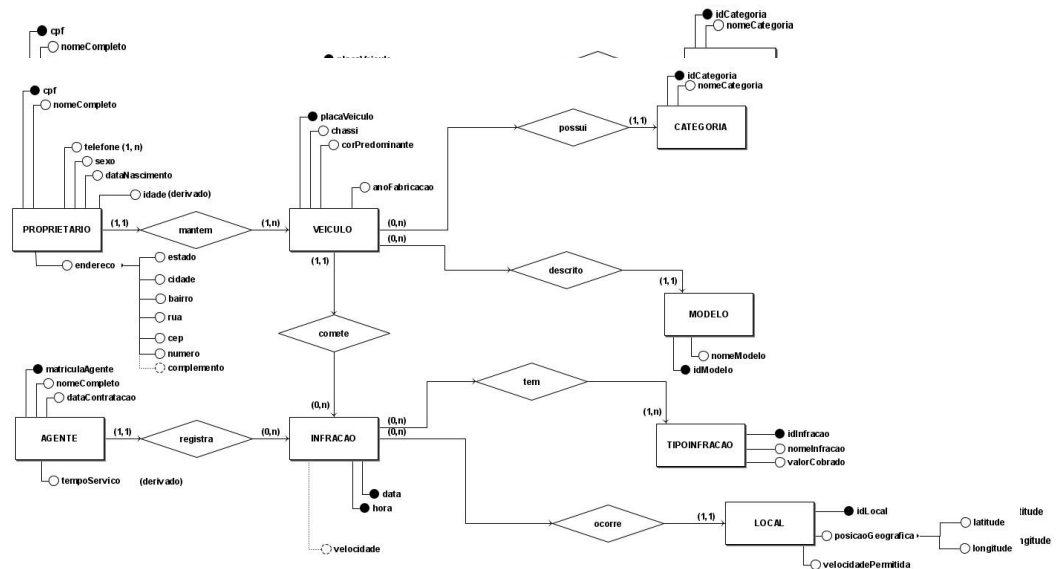 cpf
nomeCompleto
idCategoria
nomeCategoria
cpf
nomeCompleto
telefone (1, n)
sexo
dataNascimento
idade (derivado)
PROPRIETARIO
(1,1)
mantem
(1,n)
placaVeiculo
chassi
corPredominante
anoFabricacao
VEICULO
(0,n)
(0,n)
(1,1)
possui
(1,1)
idCategoria
nomeCategoria
CATEGORIA
descrito
(1,1)
MODELO
nomeModelo
idModelo
endereco
estado
cidade
bairro
rua
cep
numero
complemento
comete
(0,n)
matriculaAgente
nomeCompleto
dataContratacao
AGENTE
(1,1)
registra
(0,n)
tempoServico (derivado)
INFRACAO
(0,n)
(0,n)
data
hora
velocidade
tem
(1,n)
TIPOINFRACAO
idInfracao
nomeInfracao
valorCobrado
ocorre
(1,1)
LOCAL
idLocal
posicaoGeografica
latitude
longitude
velocidadePermitida